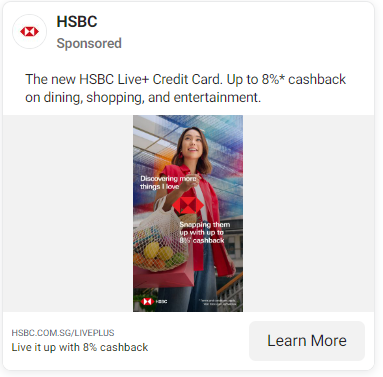 HSBC
Sponsored
The new HSBC Live+ Credit Card. Up to 8%* cashback
on dining, shopping, and entertainment.
Discovering more
things I love
Snapping them
up with up to
8%* cashback
HSBC
HSBC.COM.SG/LIVEPLUS
Live it up with 8% cashback
Learn More